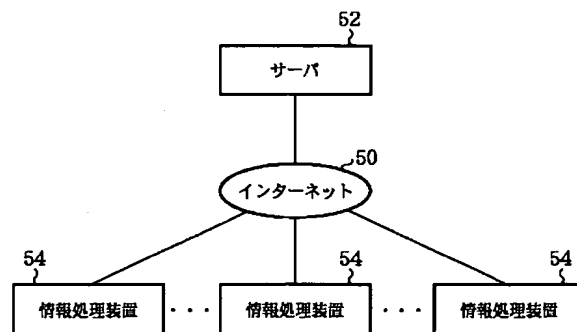 52
サーバ
50
インターネット
54 54 54
情報処理装置 ・・・ 情報処理装置 ・・・ 情報処理装置